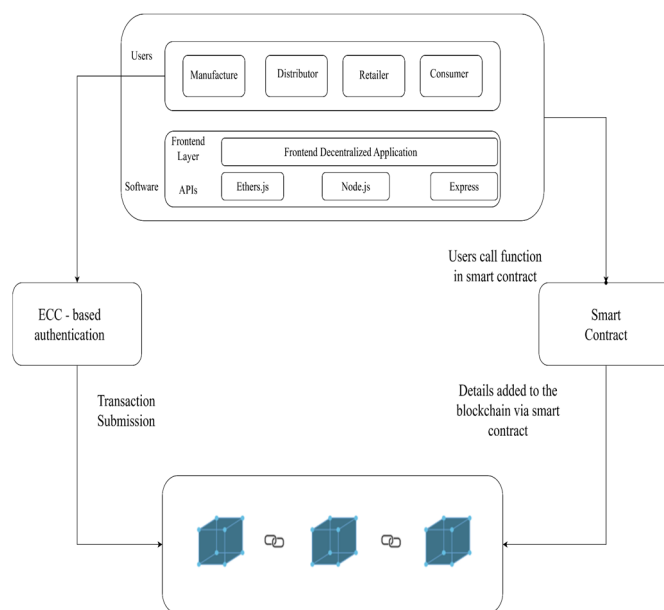 Users
Manufacture
Distributor
Retailer
Consumer
Frontend
Layer
Frontend Decentralized Application
Software
APIs
Ethers.js
Node.js
Express
Users call function
in smart contract
ECC - based
authentication
Smart
Contract
Transaction
Submission
Details added to the
blockchain via smart
contract